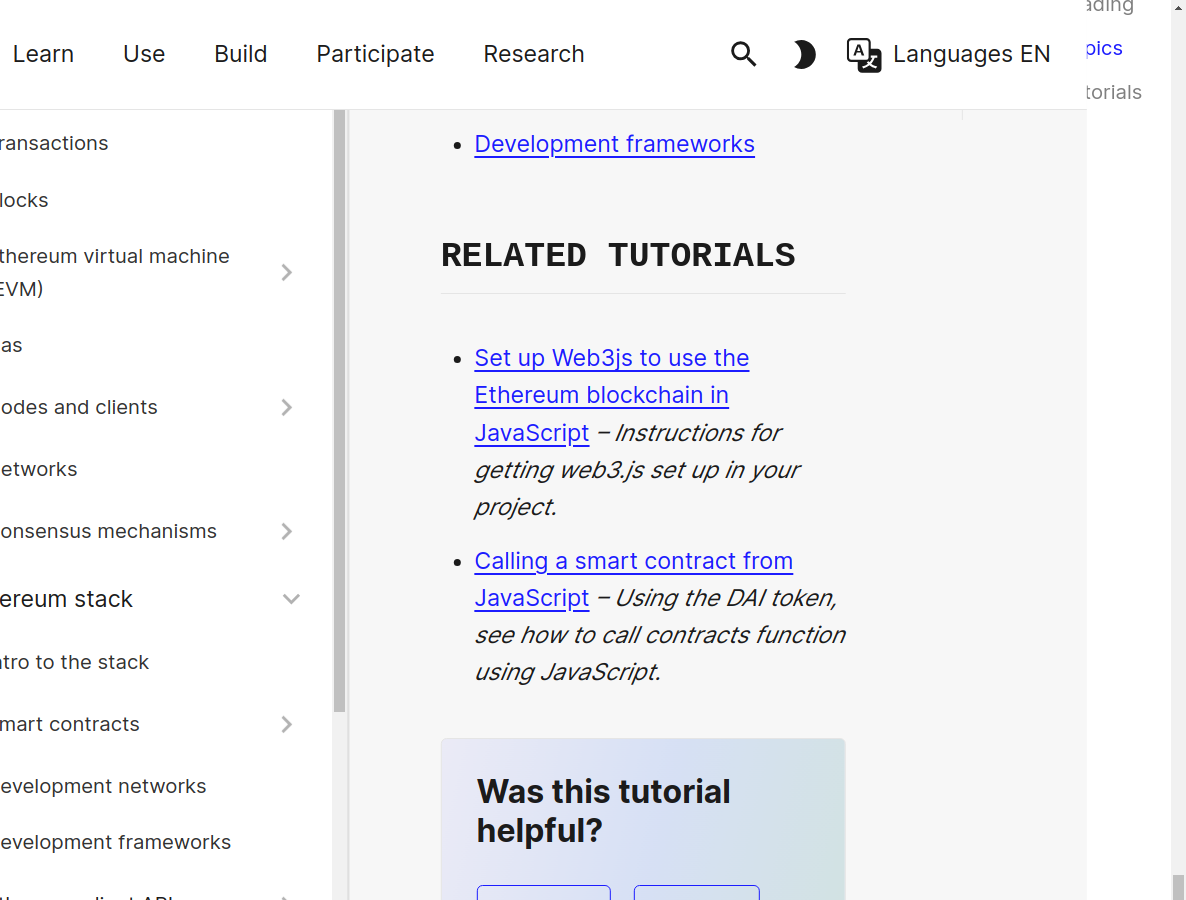 Learn Use Build Participate Research Languages EN
ading
pics
torials
ransactions
locks
thereum virtual machine
EVM)
as
odes and clients
etworks
onsensus mechanisms
ereum stack
ntro to the stack
mart contracts
evelopment networks
evelopment frameworks
Development frameworks
RELATED TUTORIALS
Set up Web3js to use the
Ethereum blockchain in
JavaScript – Instructions for
getting web3.js set up in your
project.
Calling a smart contract from
JavaScript – Using the DAI token,
see how to call contracts function
using JavaScript.
Was this tutorial
helpful?